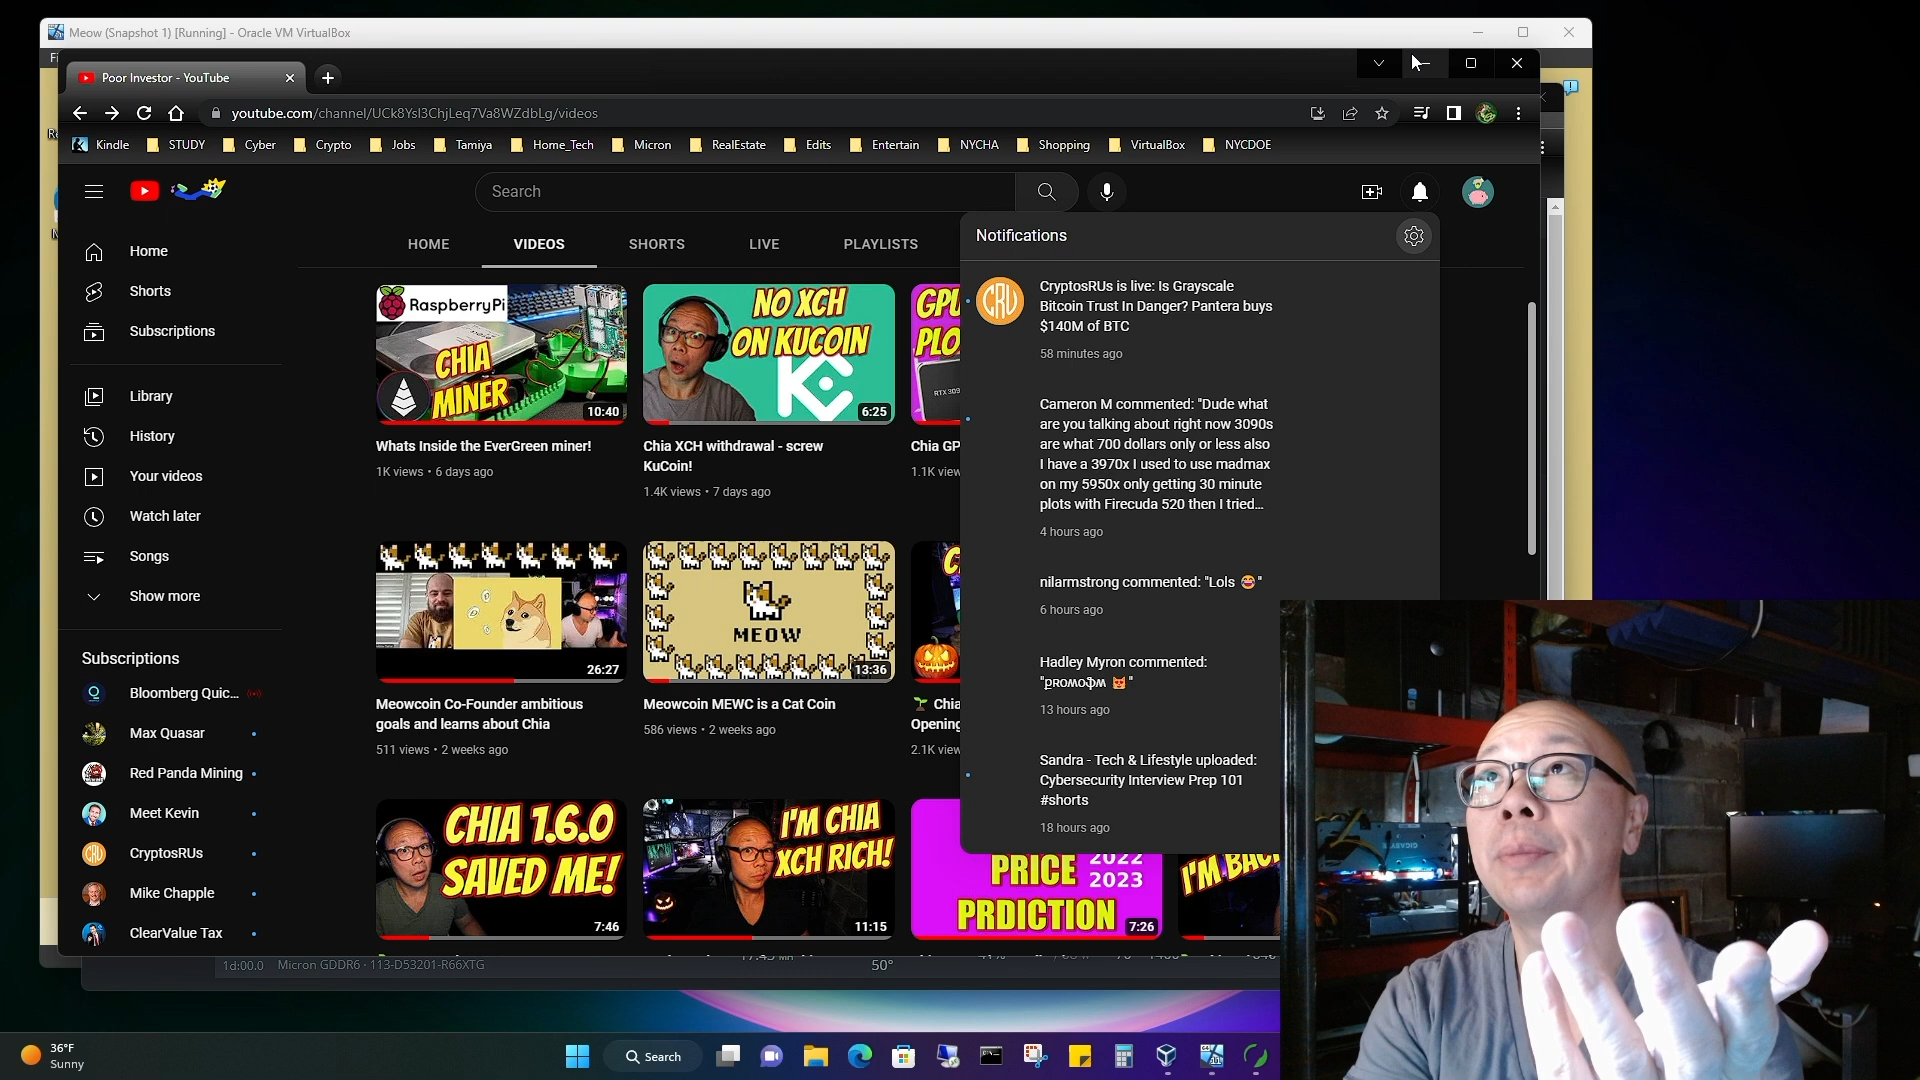 Meow (Snapshot 1) [Running] - Oracle VM VirtualBox
Poor Investor - YouTube
youtube.com/channel/UCk8Ysl3ChjLeq7Va8WZdbLg/videos
Kindle STUDY Cyber Crypto Jobs Tamiya Home_Tech Micron RealEstate Edits Entertain NYCHA Shopping VirtualBox NYCDOE
Search
HOME VIDEOS SHORTS LIVE PLAYLISTS
Home
Shorts
Subscriptions
Library
History
Your videos
Watch later
Songs
Show more
Subscriptions
Bloomberg Quic...
Max Quasar
Red Panda Mining
Meet Kevin
CryptosRUs
Mike Chapple
ClearValue Tax
RaspberryPi
CHIA
MINER
10:40
Whats Inside the EverGreen miner!
1K views • 6 days ago
NO XCH
ON KUCOIN
6:25
Chia XCH withdrawal - screw
KuCoin!
1.4K views • 7 days ago
RTX 309
Chia GP
1.1K view
26:27
Meowcoin Co-Founder ambitious
goals and learns about Chia
511 views • 2 weeks ago
MEOW
13:36
Meowcoin MEWC is a Cat Coin
586 views • 2 weeks ago
Chia
Opening
2.1K view
CHIA 1.6.0
SAVED ME!
7:46
I'M CHIA
XCH RICH!
11:15
PRICE 2022
2023
PRDICTION
7:26
I'M BACK
Notifications
CRU
CryptosRUs is live: Is Grayscale
Bitcoin Trust In Danger? Pantera buys
$140M of BTC
58 minutes ago
Cameron M commented: "Dude what
are you talking about right now 3090s
are what 700 dollars only or less also
I have a 3970x I used to use madmax
on my 5950x only getting 30 minute
plots with Firecuda 520 then I tried...
4 hours ago
nilarmstrong commented: "Lols 😂"
6 hours ago
Hadley Myron commented:
13 hours ago
Sandra - Tech & Lifestyle uploaded:
Cybersecurity Interview Prep 101
#shorts
18 hours ago
1d:00.0 Micron GDDR6 · 113-D53201-R66XTG
50°
GIGABYTE
36°F
Sunny
Search